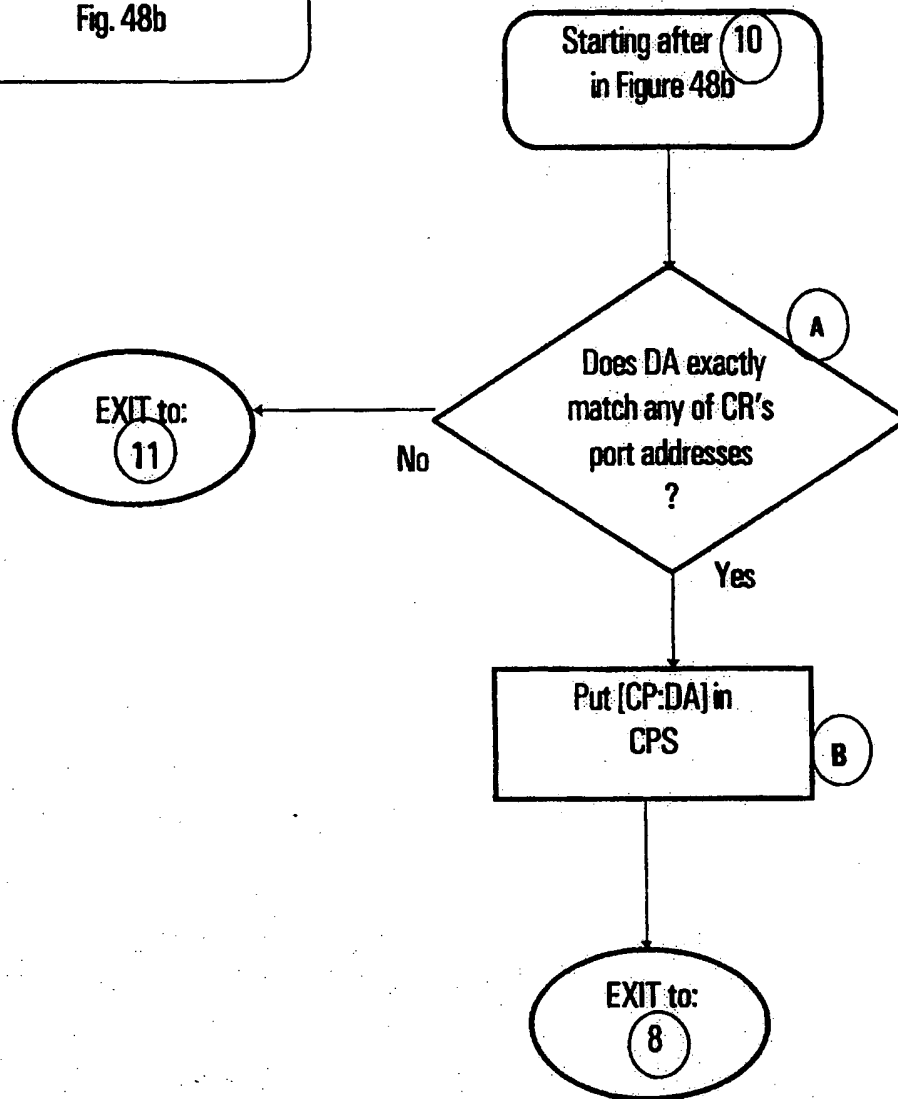 Fig. 48b
Starting after 10
in Figure 48b
A
Does DA exactly
match any of CR's
port addresses
?
EXIT to:
11
No
Yes
Put [CP:DA] in
CPS
B
EXIT to:
8